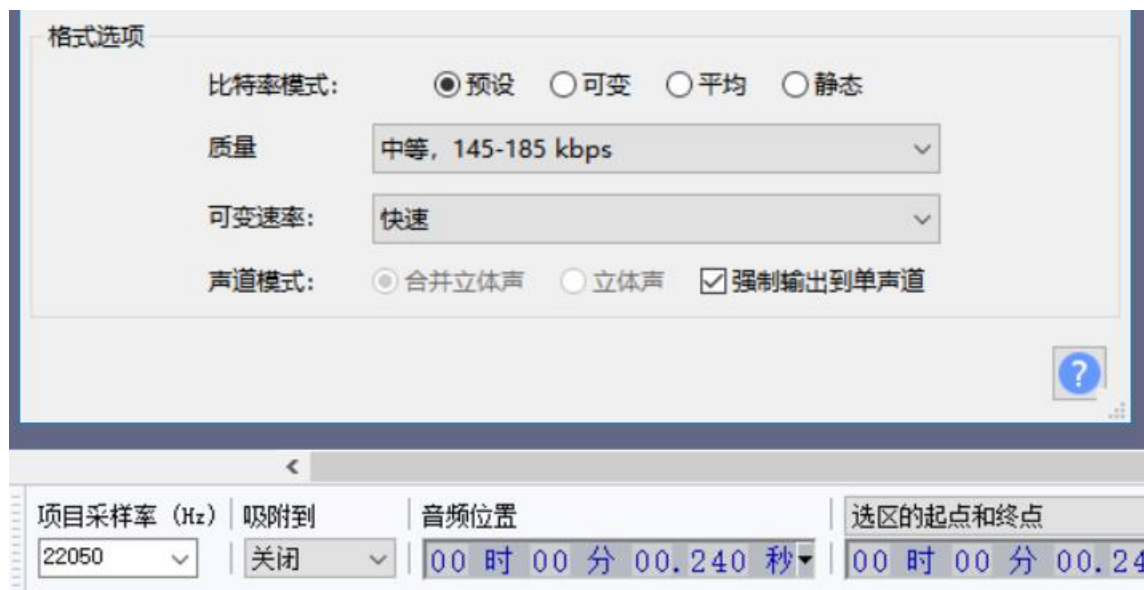 格式选项
比特率模式: 预设 可变 平均 静态
质量 中等, 145-185 kbps
可变速率: 快速
声道模式: 合并立体声 立体声 强制输出到单声道
?
项目采样率 (Hz) 吸附到 音频位置 选区的起点和终点
22050 关闭 00 时 00 分 00.240 秒 00 时 00 分 00.24